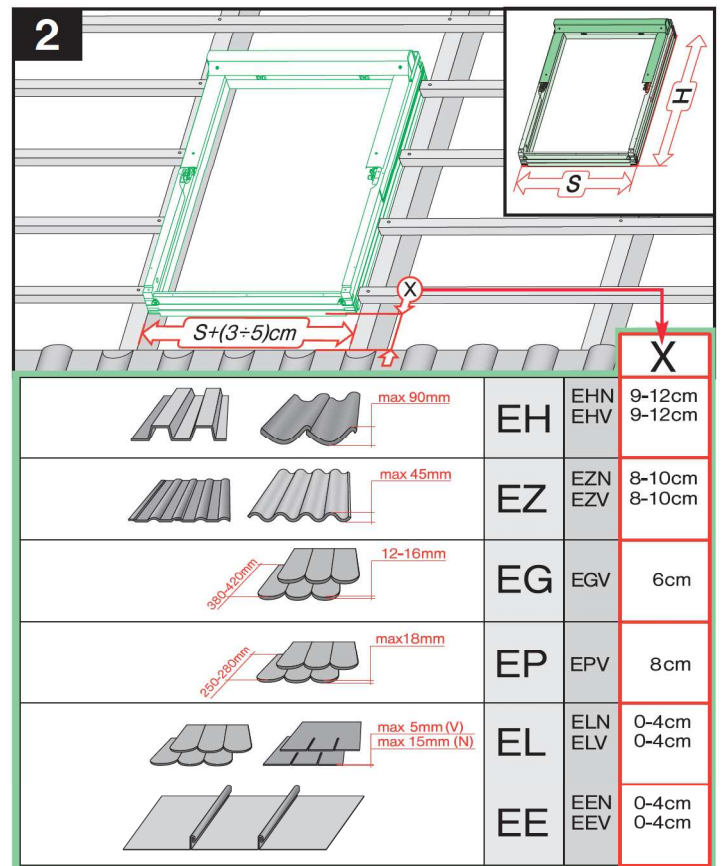 2
H
S
X
S+(3÷5)cm
X
max 90mm
EH
EHN 9-12cm
EHV 9-12cm
max 45mm
EZ
EZN 8-10cm
EZV 8-10cm
12-16mm
380-420mm
EG
EGV
6cm
max18mm
250-280mm
EP
EPV
8cm
max 5mm (V)
max 15mm (N)
EL
ELN 0-4cm
ELV 0-4cm
EE
EEN 0-4cm
EEV 0-4cm